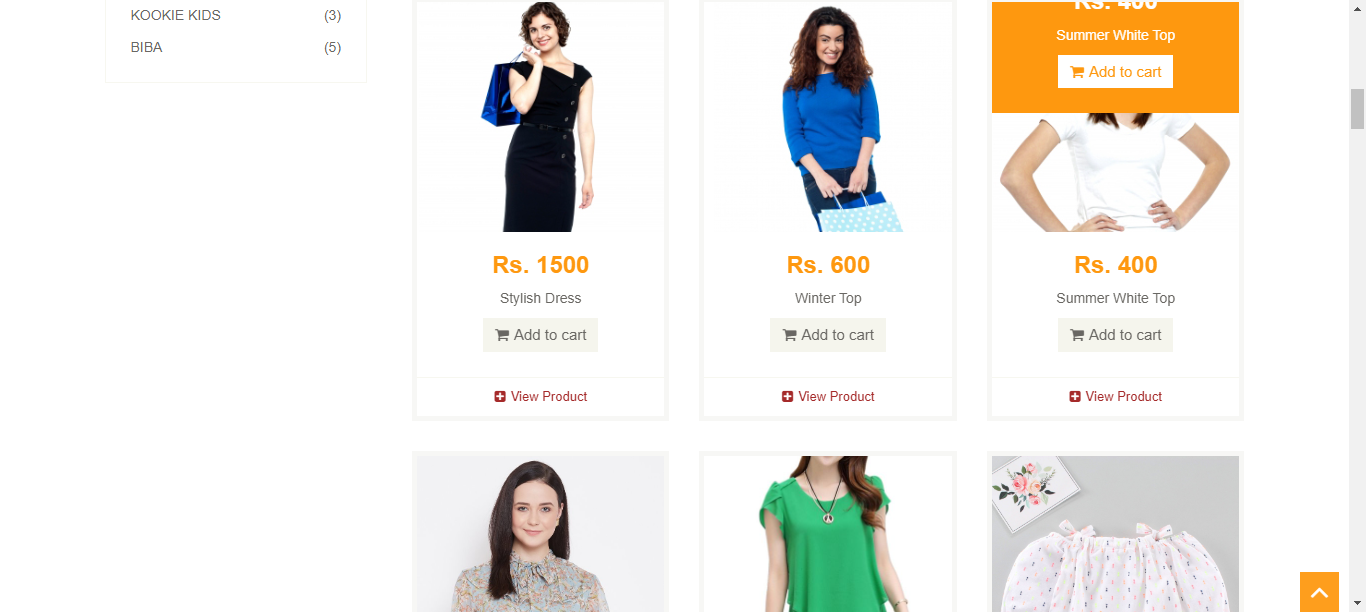 KOOKIE KIDS (3)
BIBA (5)
Rs. 400
Summer White Top
Add to cart
Rs. 1500
Stylish Dress
Add to cart
View Product
Rs. 600
Winter Top
Add to cart
View Product
Rs. 400
Summer White Top
Add to cart
View Product